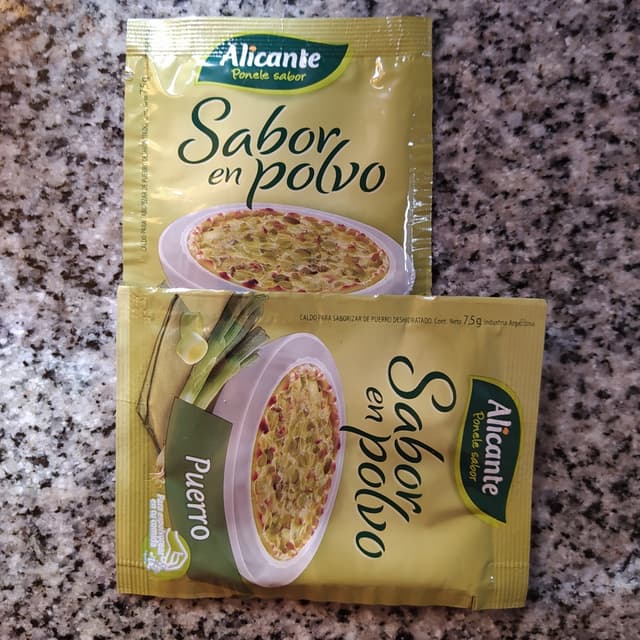 Alicante
Ponele sabor
Sabor
en polvo
CALDO PARA SABORIZAR DE PUERRO DESHIDRATADO. Cont. Neto 7,5 g Industria Argentina
Alicante
Ponele sabor
Sabor
en polvo
Puerro